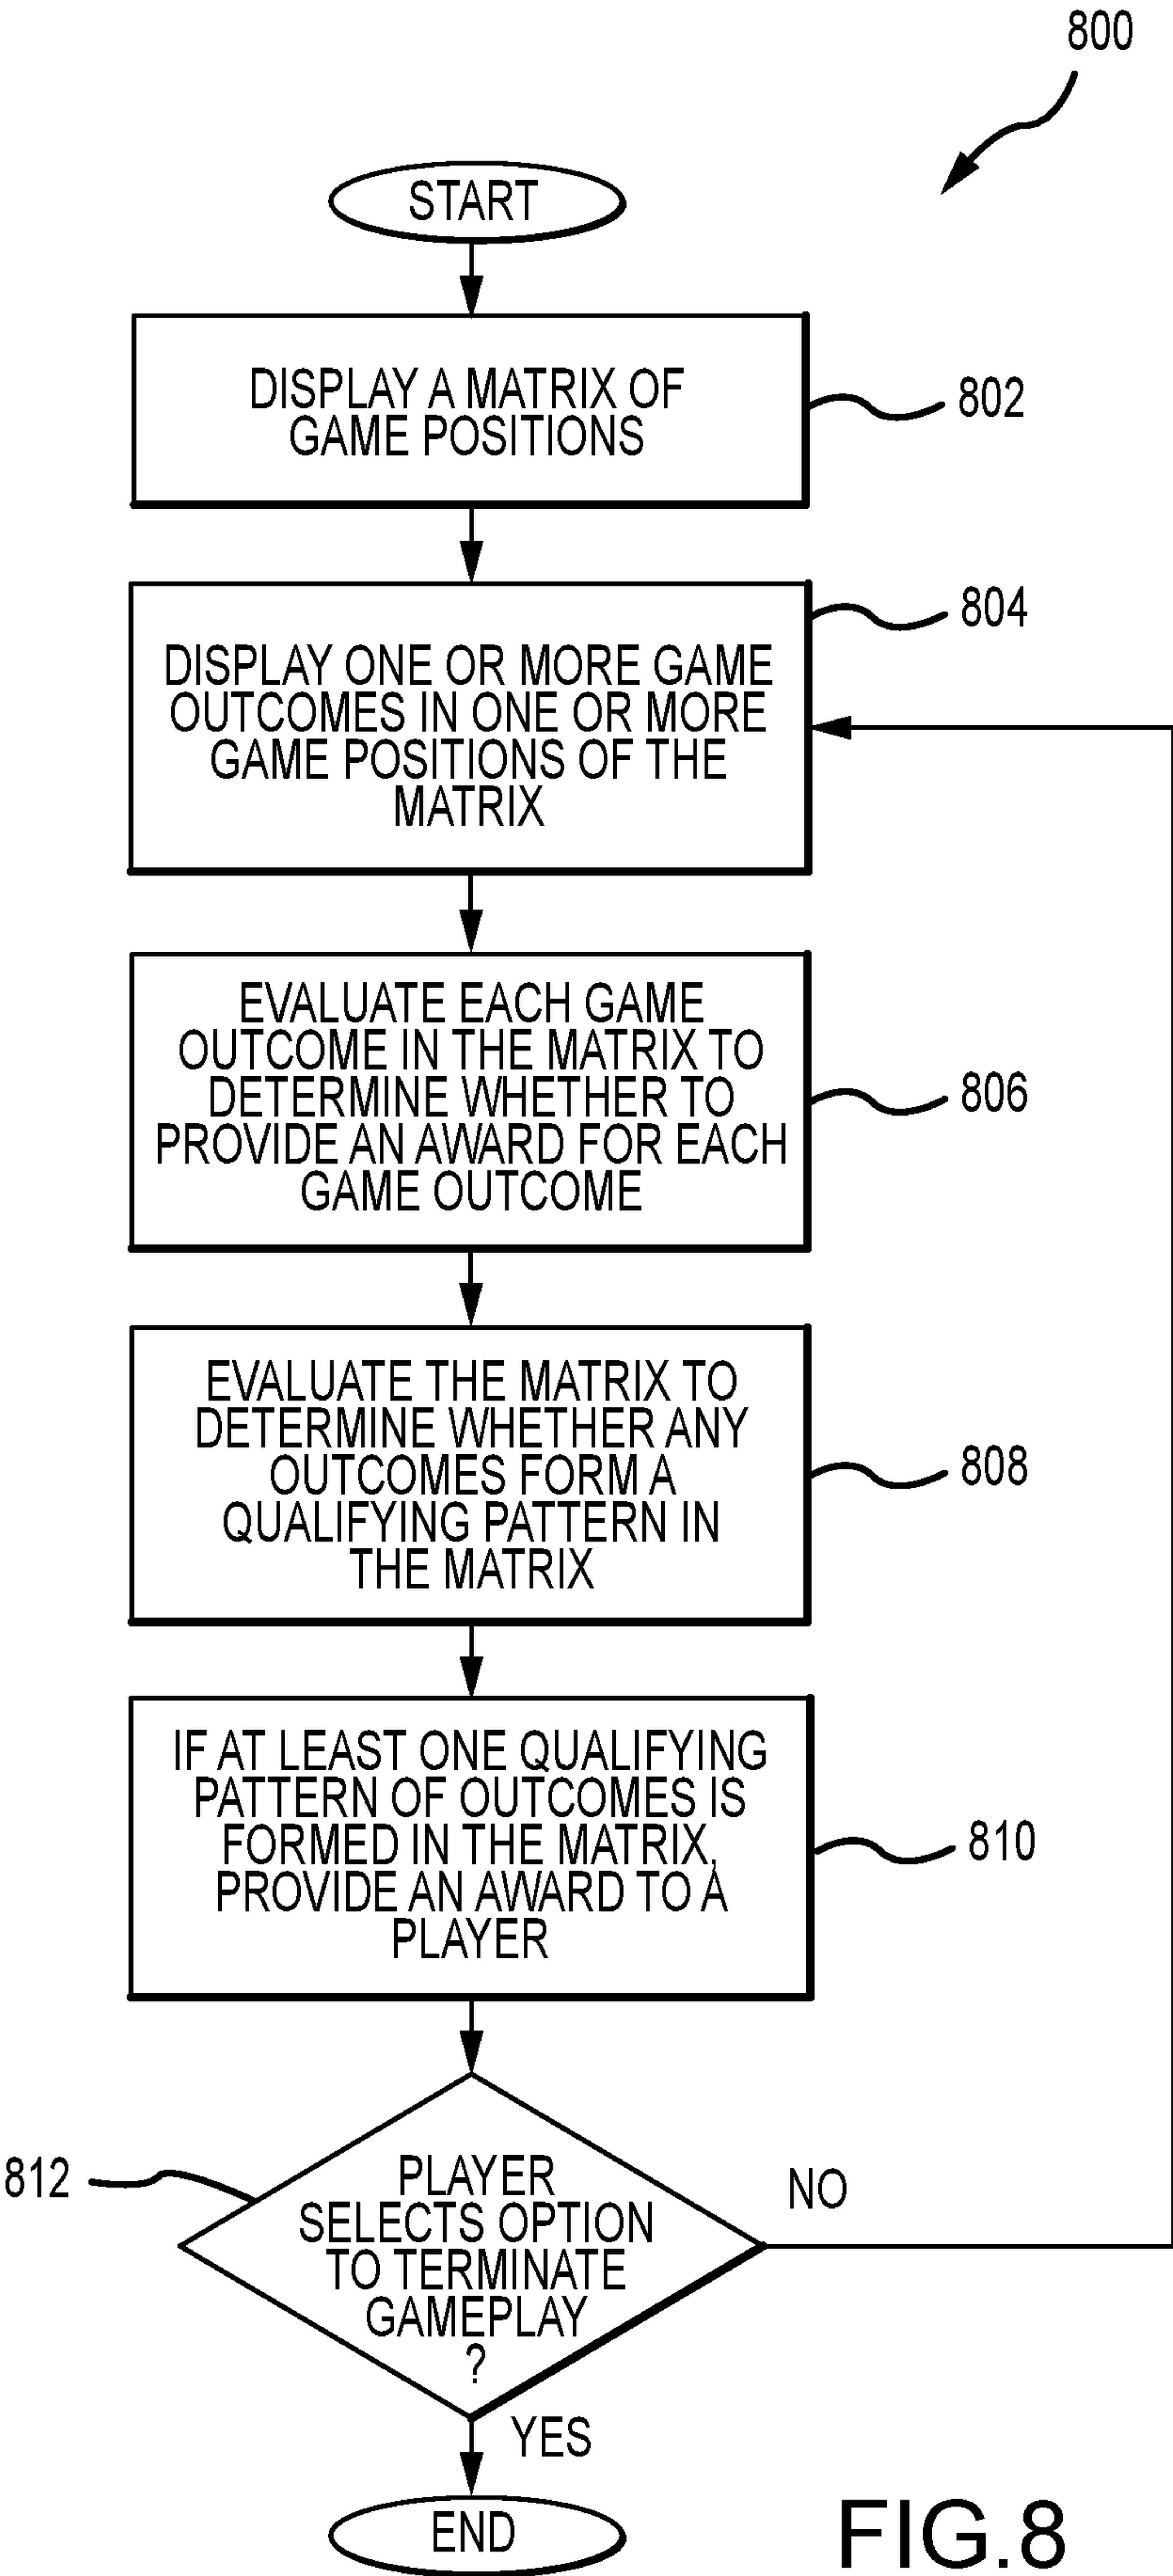 800
START
DISPLAY A MATRIX OF
GAME POSITIONS
802
DISPLAY ONE OR MORE GAME
OUTCOMES IN ONE OR MORE
GAME POSITIONS OF THE
MATRIX
804
EVALUATE EACH GAME
OUTCOME IN THE MATRIX TO
DETERMINE WHETHER TO
PROVIDE AN AWARD FOR EACH
GAME OUTCOME
806
EVALUATE THE MATRIX TO
DETERMINE WHETHER ANY
OUTCOMES FORM A
QUALIFYING PATTERN IN
THE MATRIX
808
IF AT LEAST ONE QUALIFYING
PATTERN OF OUTCOMES IS
FORMED IN THE MATRIX,
PROVIDE AN AWARD TO A
PLAYER
810
812
PLAYER
SELECTS OPTION
TO TERMINATE
GAMEPLAY
?
NO
YES
END
FIG.8